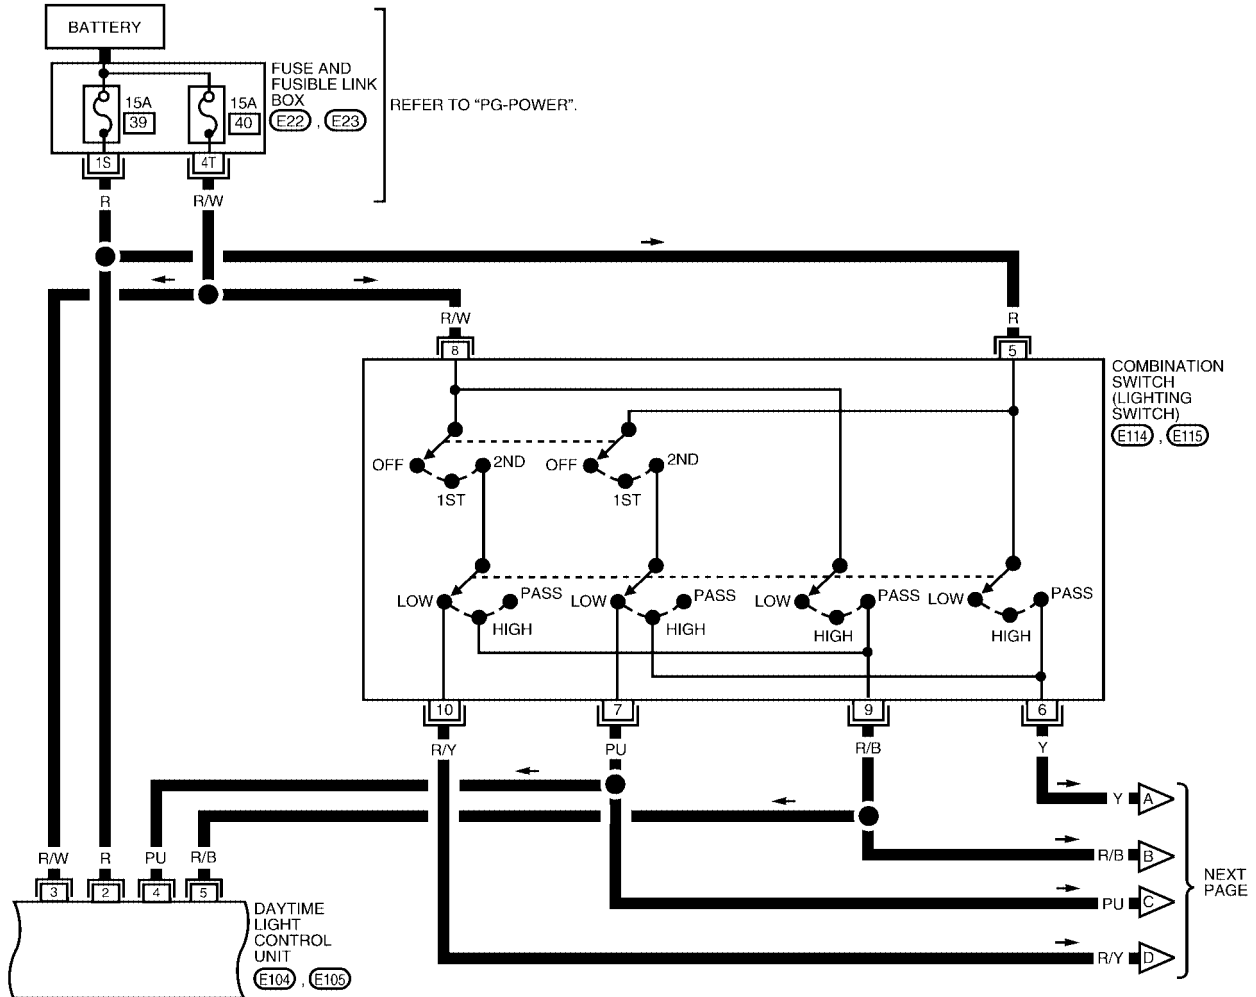 BATTERY
FUSE AND
FUSIBLE LINK
BOX
E22 , E23
15A
39
15A
40
REFER TO “PG-POWER”.
1S
4T
R
R/W
R/W
R
8
5
COMBINATION
SWITCH
(LIGHTING
SWITCH)
E114 , E115
OFF
1ST
2ND
OFF
1ST
2ND
LOW
HIGH
PASS
LOW
HIGH
PASS
LOW
HIGH
PASS
LOW
HIGH
PASS
10
7
9
6
R/Y
PU
R/B
Y
Y
A
R/B
B
PU
C
R/Y
D
NEXT
PAGE
R/W
R
PU
R/B
3
2
4
5
DAYTIME
LIGHT
CONTROL
UNIT
E104 , E105